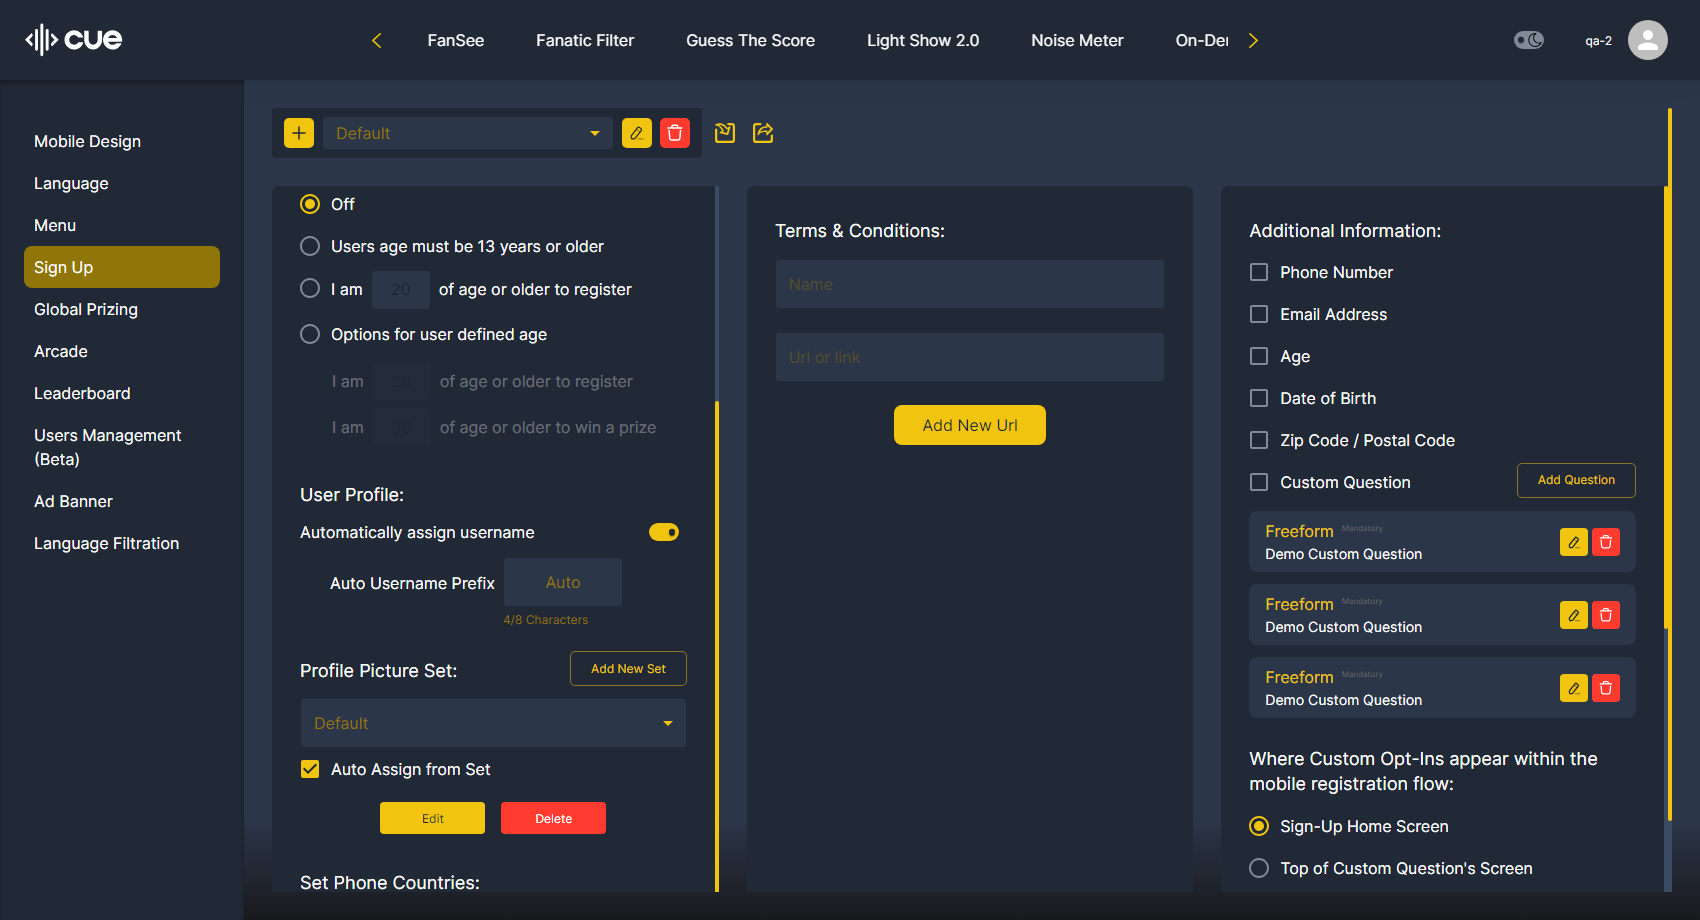 cue
FanSee
Fanatic Filter
Guess The Score
Light Show 2.0
Noise Meter
On-Der
qa-2
Mobile Design
Language
Menu
Sign Up
Global Prizing
Arcade
Leaderboard
Users Management
(Beta)
Ad Banner
Language Filtration
Default
Off
Users age must be 13 years or older
I am 20 of age or older to register
Options for user defined age
I am of age or older to register
I am of age or older to win a prize
User Profile:
Automatically assign username
Auto Username Prefix Auto
4/8 Characters
Profile Picture Set:
Add New Set
Default
Auto Assign from Set
Edit
Delete
Set Phone Countries:
Terms & Conditions:
Name
Url or link
Add New Url
Additional Information:
Phone Number
Email Address
Age
Date of Birth
Zip Code / Postal Code
Custom Question
Add Question
Freeform Mandatory
Demo Custom Question
Freeform Mandatory
Demo Custom Question
Freeform Mandatory
Demo Custom Question
Where Custom Opt-Ins appear within the
mobile registration flow:
Sign-Up Home Screen
Top of Custom Question's Screen